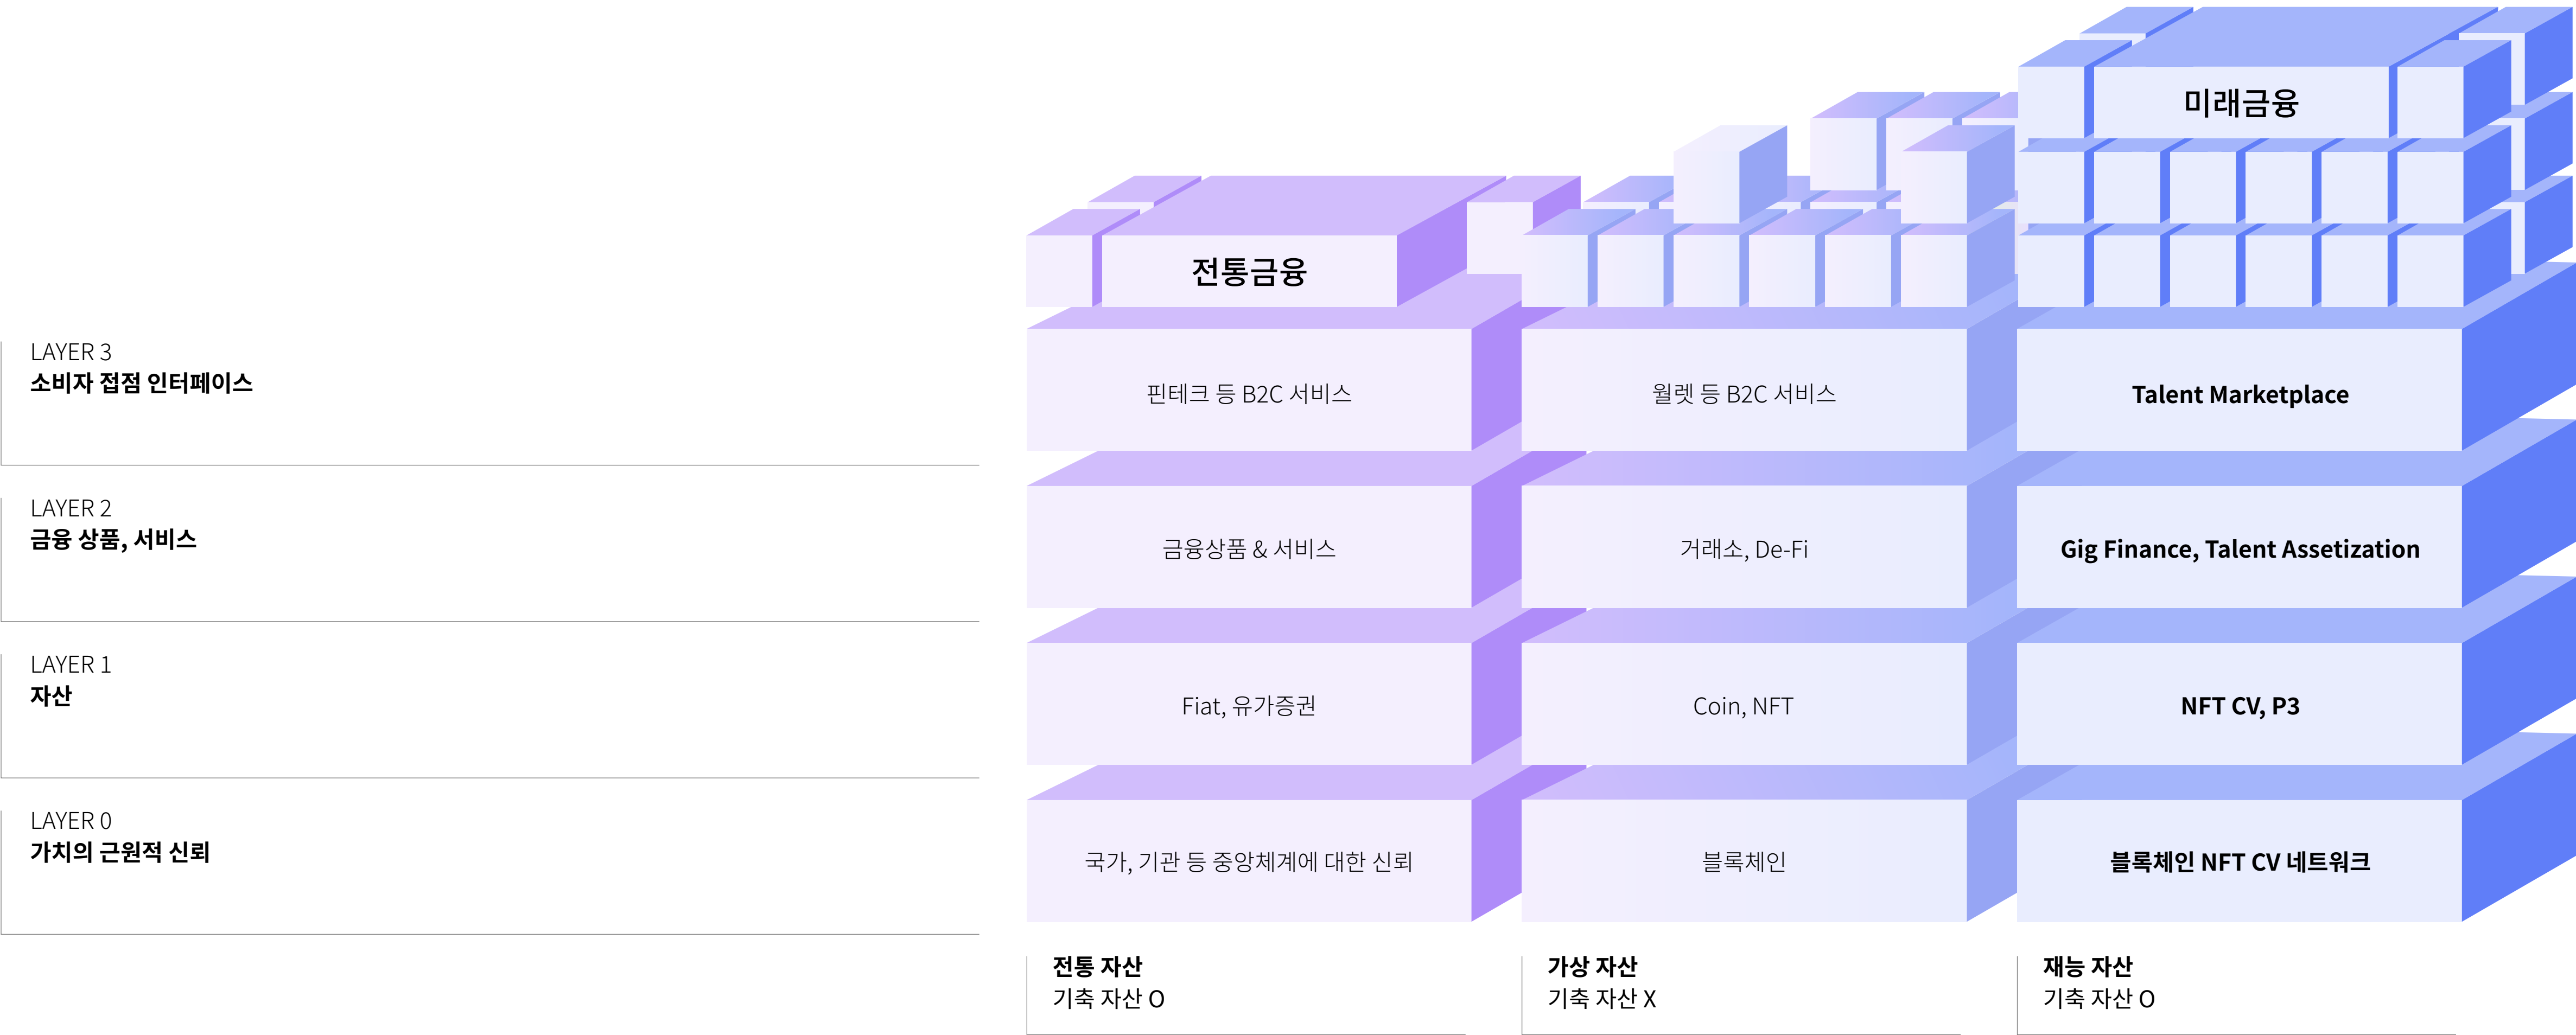 미래금융
전통금융
LAYER 3
소비자 접점 인터페이스
핀테크 등 B2C 서비스
월렛 등 B2C 서비스
Talent Marketplace
LAYER 2
금융 상품, 서비스
금융상품 & 서비스
거래소, De-Fi
Gig Finance, Talent Assetization
LAYER 1
자산
Fiat, 유가증권
Coin, NFT
NFT CV, P3
LAYER 0
가치의 근원적 신뢰
국가, 기관 등 중앙체계에 대한 신뢰
블록체인
블록체인 NFT CV 네트워크
전통 자산
기축 자산 O
가상 자산
기축 자산 X
재능 자산
기축 자산 O